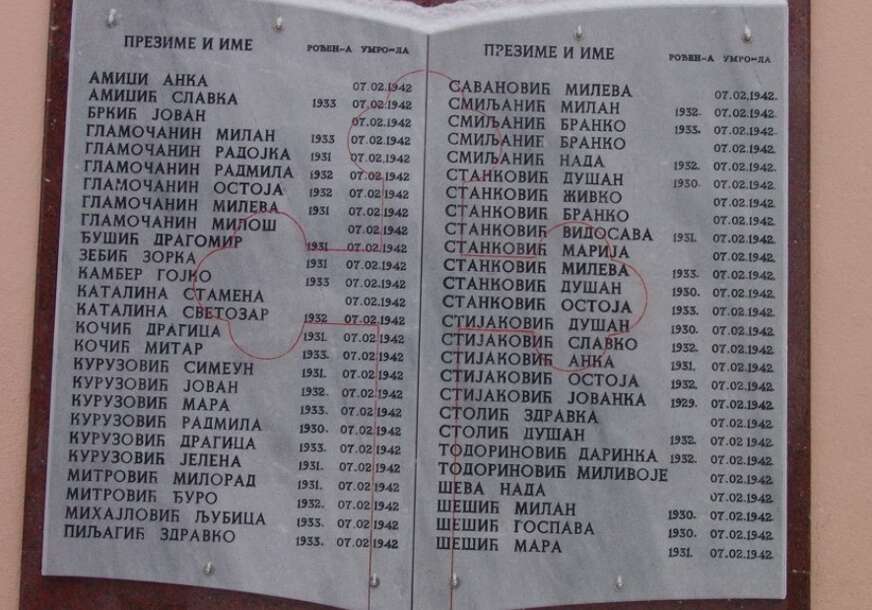 ПРЕЗИМЕ И ИМЕ РОЂЕН-А УМРО-ЛА
АМИЏИ АНКА 07.02.1942
АМИЏИЋ СЛАВКА 1933 07.02.1942
БРКИЋ ЈОВАН 07.02.1942
ГЛАМОЧАНИН МИЛАН 1933 07.02.1942
ГЛАМОЧАНИН РАДОЈКА 1931 07.02.1942
ГЛАМОЧАНИН РАДМИЛА 1932 07.02.1942
ГЛАМОЧАНИН ОСТОЈА 1932 07.02.1942
ГЛАМОЧАНИН МИЛЕВА 1931 07.02.1942
ГЛАМОЧАНИН МИЛОШ 07.02.1942
ЂУШИЋ ДРАГОМИР 1931 07.02.1942
ЗЕБИЋ ЗОРКА 1931 07.02.1942
КАМБЕР ГОЈКО 1933 07.02.1942
КАТАЛИНА СТАМЕНА 07.02.1942
КАТАЛИНА СВЕТОЗАР 1932 07.02.1942
КОЧИЋ ДРАГИЦА 1931. 07.02.1942
КОЧИЋ МИТАР 1933. 07.02.1942
КУРУЗОВИЋ СИМЕУН 1931 07.02.1942
КУРУЗОВИЋ ЈОВАН 1932. 07.02.1942
КУРУЗОВИЋ МАРА 1933. 07.02.1942
КУРУЗОВИЋ РАДМИЛА 1930. 07.02.1942
КУРУЗОВИЋ ДРАГИЦА 1933. 07.02.1942
КУРУЗОВИЋ ЈЕЛЕНА 1931. 07.02.1942
МИТРОВИЋ МИЛОРАД 1931. 07.02.1942
МИТРОВИЋ ЂУРО 1932. 07.02.1942
МИХАЈЛОВИЋ ЉУБИЦА 1933. 07.02.1942
ПИЉАГИЋ ЗДРАВКО 1933. 07.02.1942
ПРЕЗИМЕ И ИМЕ РОЂЕН-А УМРО-ЛА
САВАНОВИЋ МИЛЕВА 07.02.1942.
СМИЉАНИЋ МИЛАН 1932. 07.02.1942.
СМИЉАНИЋ БРАНКО 1933. 07.02.1942.
СМИЉАНИЋ БРАНКО 07.02.1942.
СМИЉАНИЋ НАДА 1932. 07.02.1942.
СТАНКОВИЋ ДУШАН 1930. 07.02.1942.
СТАНКОВИЋ ЖИВКО 07.02.1942.
СТАНКОВИЋ БРАНКО 07.02.1942.
СТАНКОВИЋ ВИДОСАВА 1931. 07.02.1942.
СТАНКОВИЋ МАРИЈА 07.02.1942.
СТАНКОВИЋ МИЛЕВА 1933. 07.02.1942.
СТАНКОВИЋ ДУШАН 1930. 07.02.1942.
СТАНКОВИЋ ОСТОЈА 1933. 07.02.1942.
СТИЈАКОВИЋ ДУШАН 1930. 07.02.1942.
СТИЈАКОВИЋ СЛАВКО 1932. 07.02.1942.
СТИЈАКОВИЋ АНКА 1931. 07.02.1942.
СТИЈАКОВИЋ ОСТОЈА 1932. 07.02.1942.
СТИЈАКОВИЋ ЈОВАНКА 1929. 07.02.1942.
СТОЛИЋ ЗДРАВКА 07.02.1942.
СТОЛИЋ ДУШАН 1932. 07.02.1942.
ТОДОРИНОВИЋ ДАРИНКА 1932. 07.02.1942.
ТОДОРИНОВИЋ МИЛИВОЈЕ 07.02.1942.
ШЕВА НАДА 07.02.1942.
ШЕШИЋ МИЛАН 1930. 07.02.1942.
ШЕШИЋ ГОСПАВА 1930. 07.02.1942.
ШЕШИЋ МАРА 1931. 07.02.1942.